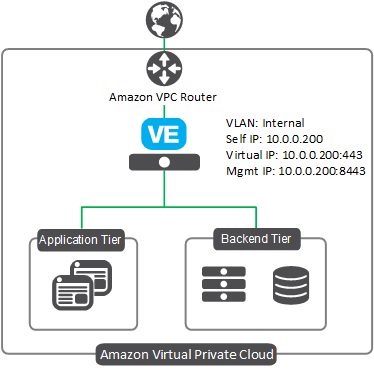 Amazon VPC Router
VE
VLAN: Internal
Self IP: 10.0.0.200
Virtual IP: 10.0.0.200:443
Mgmt IP: 10.0.0.200:8443
Application Tier
Backend Tier
Amazon Virtual Private Cloud